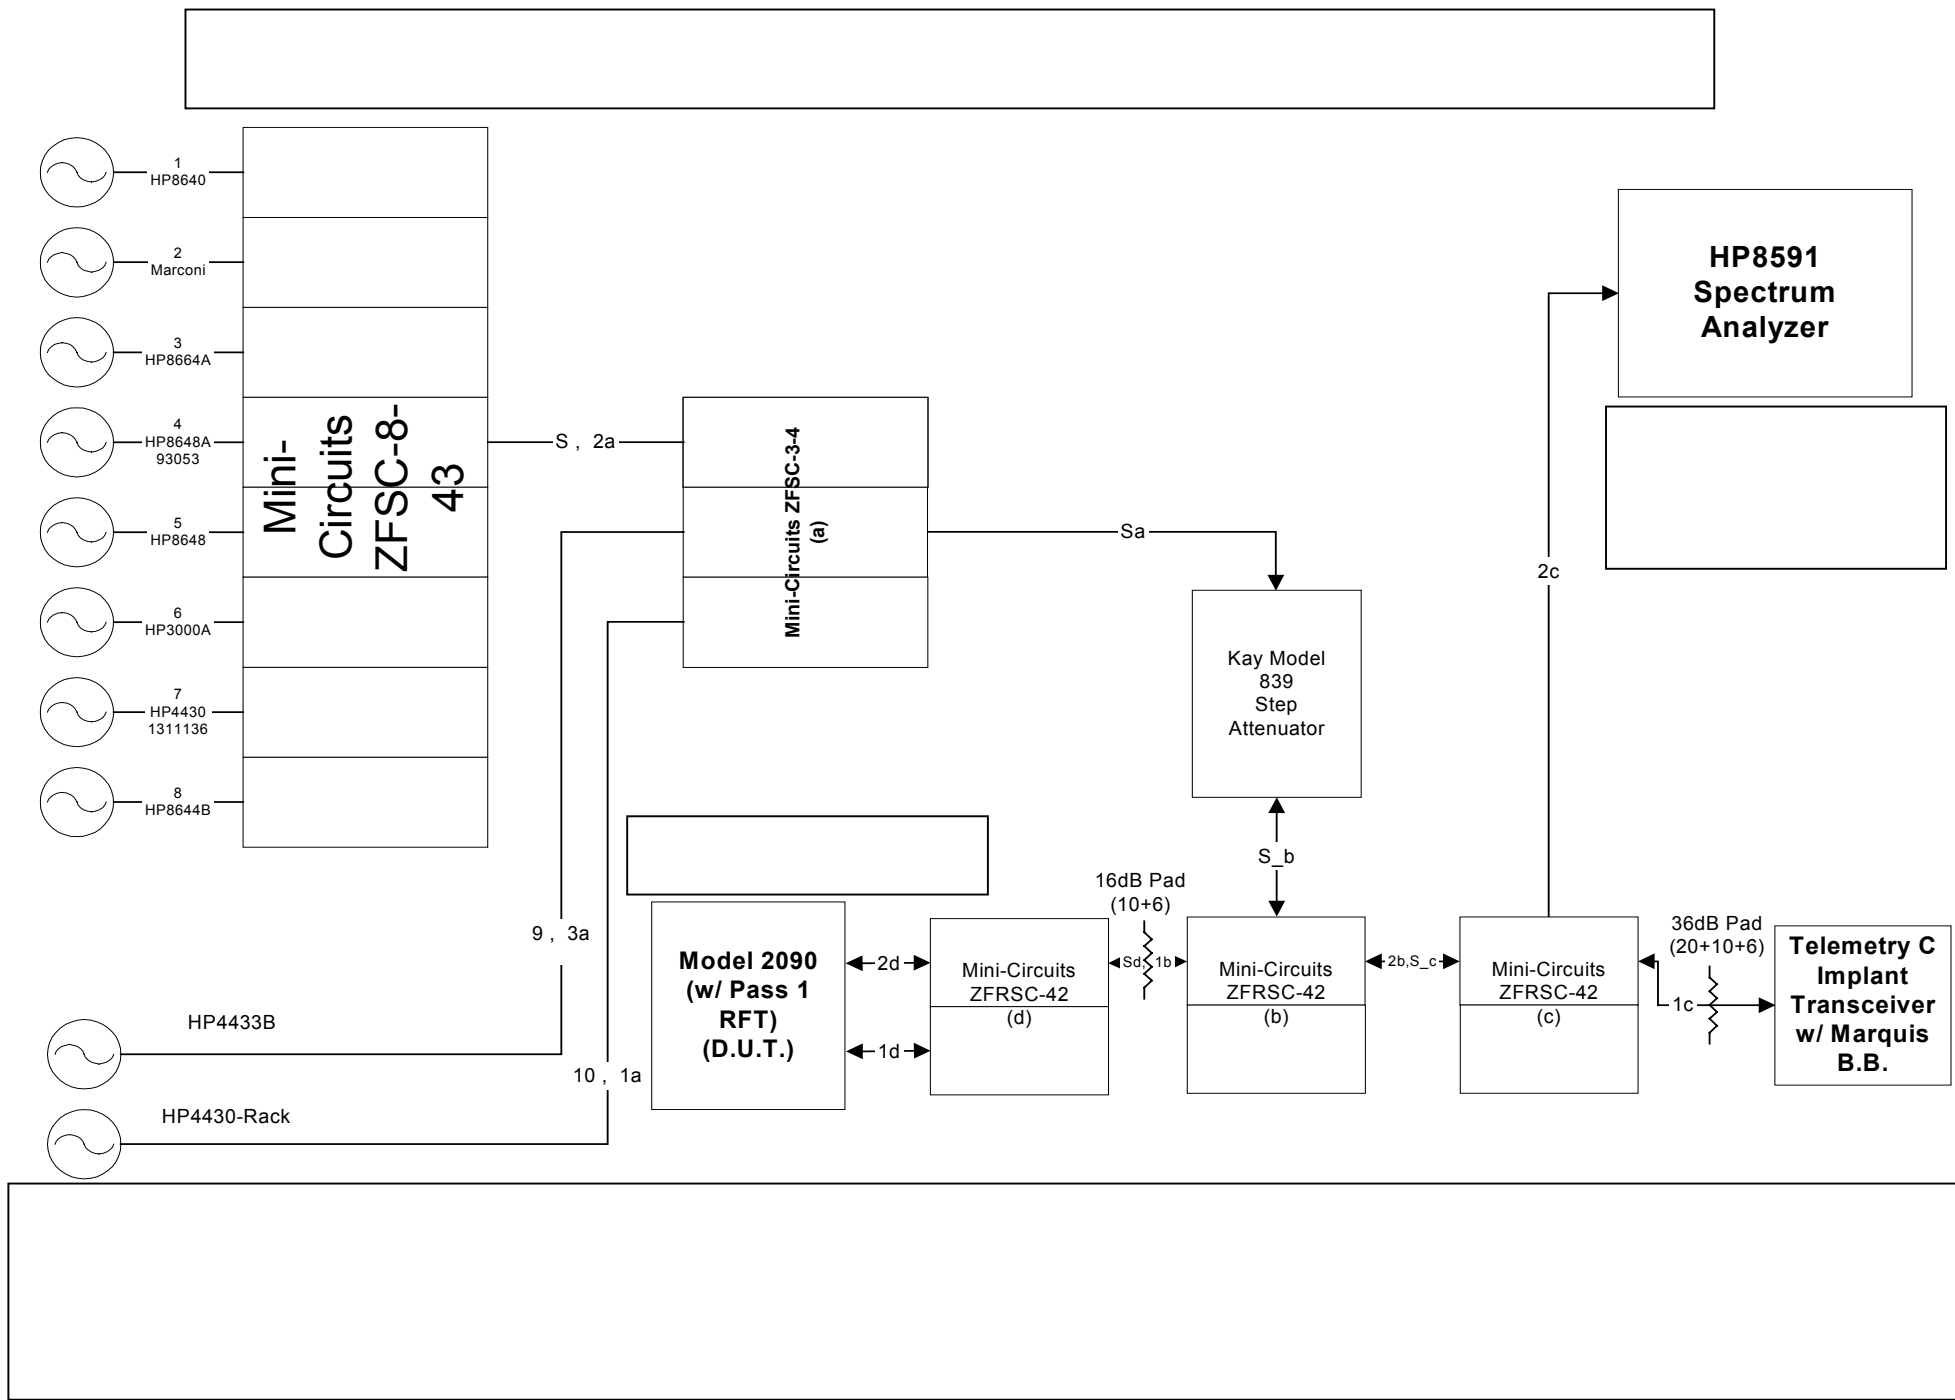 1
HP8640
2
Marconi
3
HP8664A
4
HP8648A
93053
5
HP8648
6
HP3000A
7
HP4430
1311136
8
HP8644B
Mini-
Circuits
ZFSC-8-
43
S , 2a
Mini-Circuits ZFSC-3-4
(a)
Sa
HP8591
Spectrum
Analyzer
2c
Kay Model
839
Step
Attenuator
S_b
9 , 3a
10 , 1a
HP4433B
HP4430-Rack
Model 2090
(w/ Pass 1
RFT)
(D.U.T.)
2d
1d
Mini-Circuits
ZFRSC-42
(d)
16dB Pad
(10+6)
Sd, 1b
Mini-Circuits
ZFRSC-42
(b)
2b,S_c
Mini-Circuits
ZFRSC-42
(c)
36dB Pad
(20+10+6)
1c
Telemetry C
Implant
Transceiver
w/ Marquis
B.B.